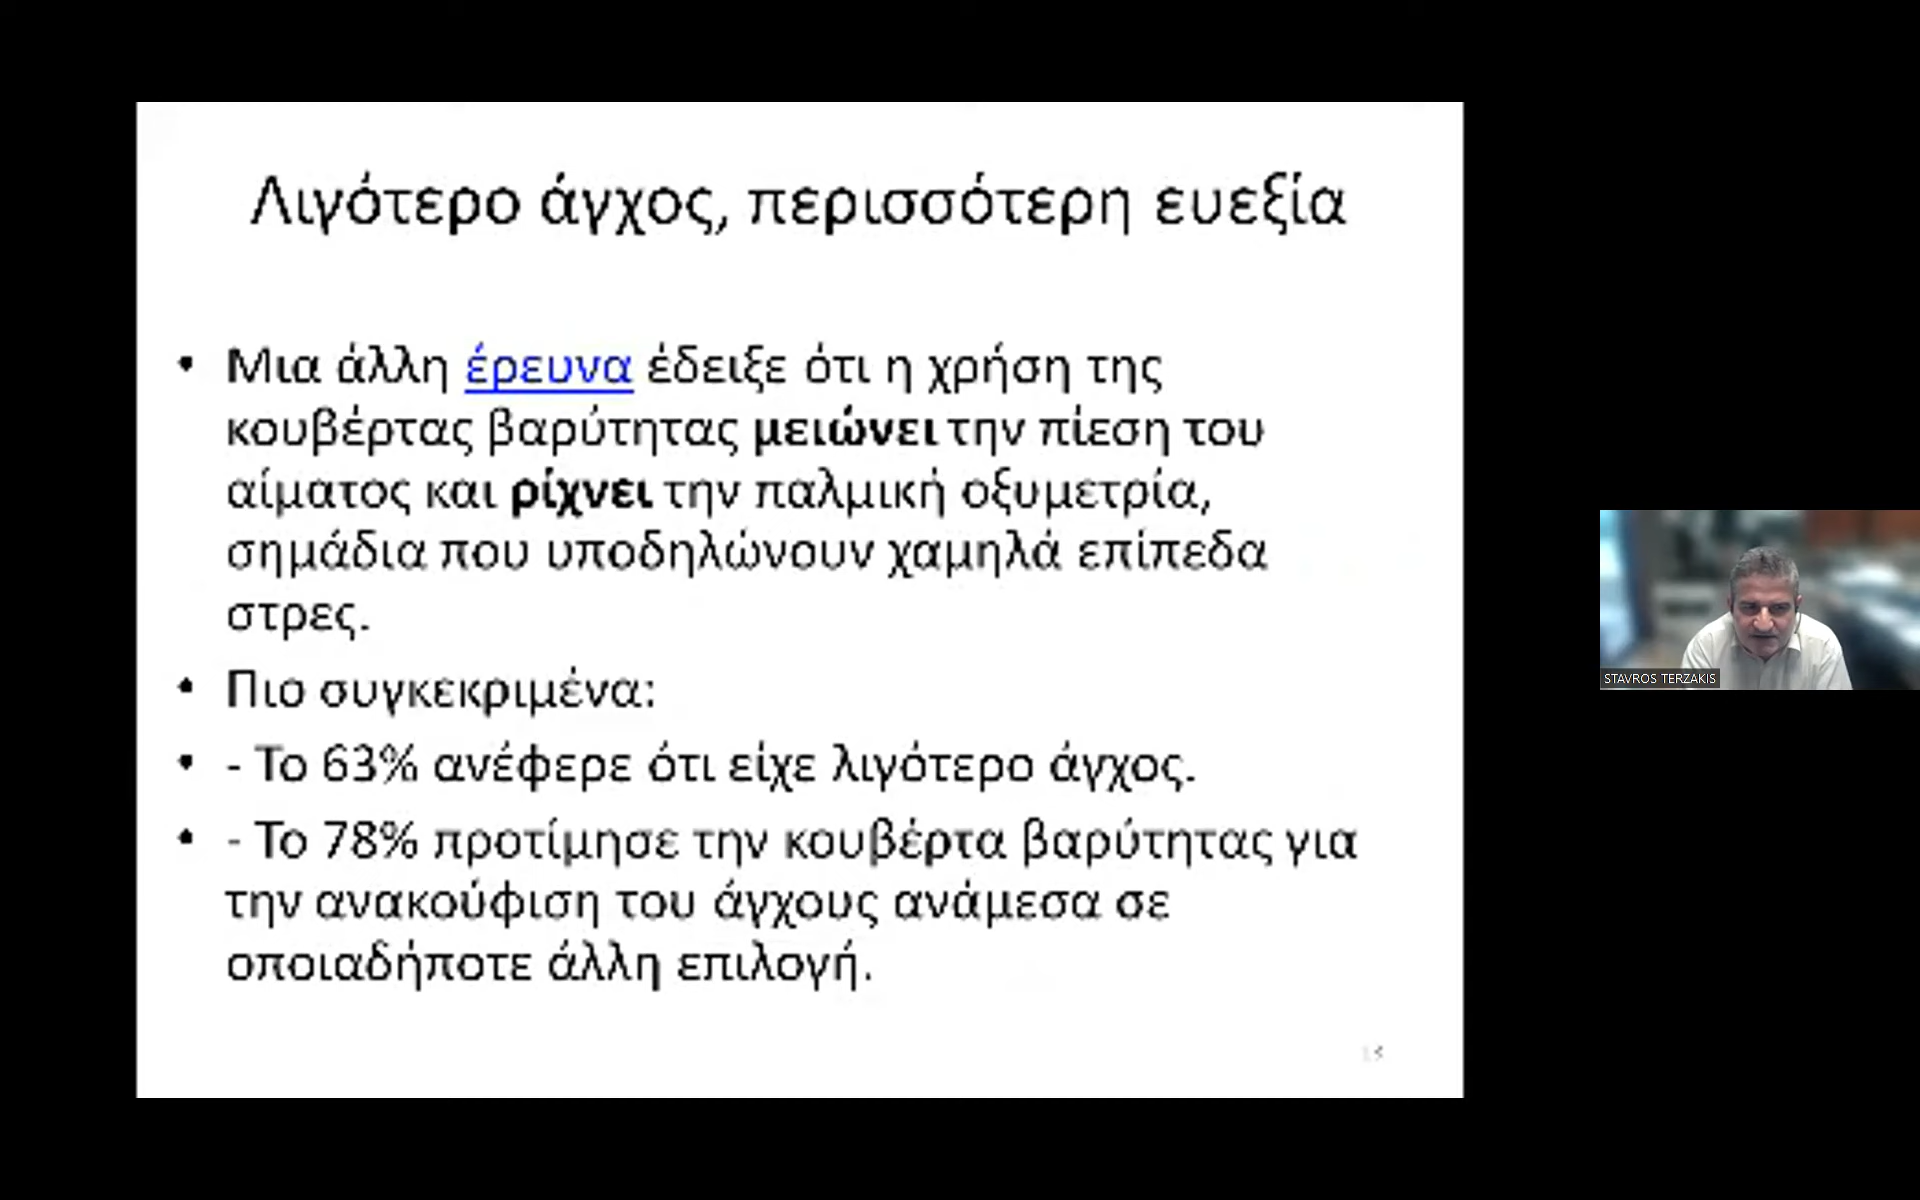 Λιγότερο άγχος, περισσότερη ευεξία
• Μια άλλη έρευνα έδειξε ότι η χρήση της
κουβέρτας βαρύτητας μειώνει την πίεση του
αίματος και ρίχνει την παλμική οξυμετρία,
σημάδια που υποδηλώνουν χαμηλά επίπεδα
στρες.
• Πιο συγκεκριμένα:
• - Το 63% ανέφερε ότι είχε λιγότερο άγχος.
• - Το 78% προτίμησε την κουβέρτα βαρύτητας για
την ανακούφιση του άγχους ανάμεσα σε
οποιαδήποτε άλλη επιλογή.
13
STAVROS TERZAKIS